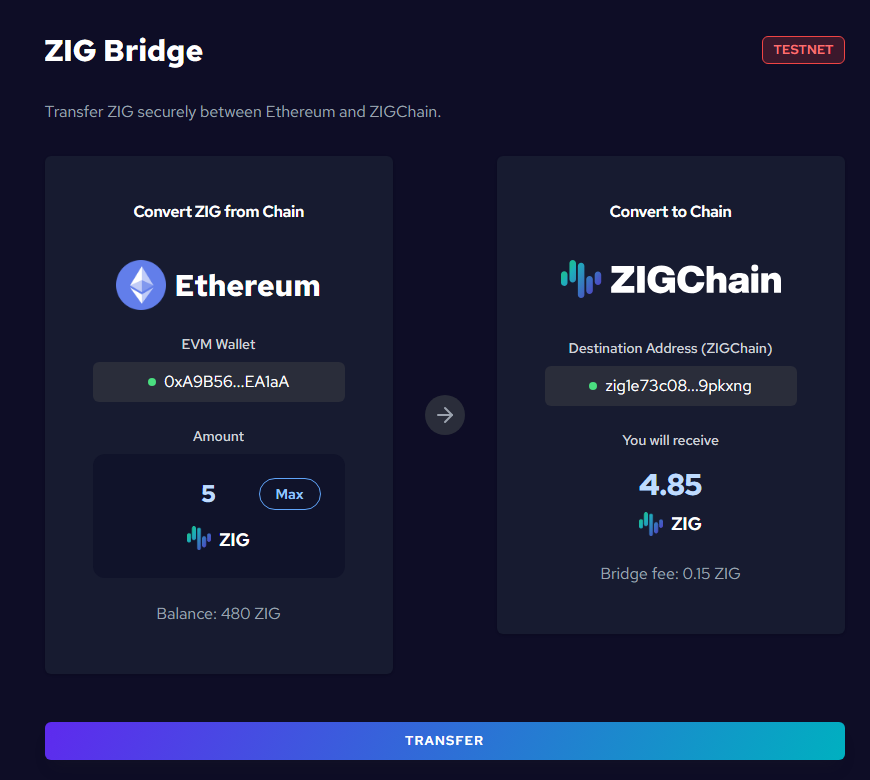 ZIG Bridge
TESTNET
Transfer ZIG securely between Ethereum and ZIGChain.
Convert ZIG from Chain
Ethereum
EVM Wallet
0xA9B56...EA1aA
Amount
5
Max
ZIG
Balance: 480 ZIG
Convert to Chain
ZIGChain
Destination Address (ZIGChain)
zig1e73c08...9pkxng
You will receive
4.85
ZIG
Bridge fee: 0.15 ZIG
TRANSFER